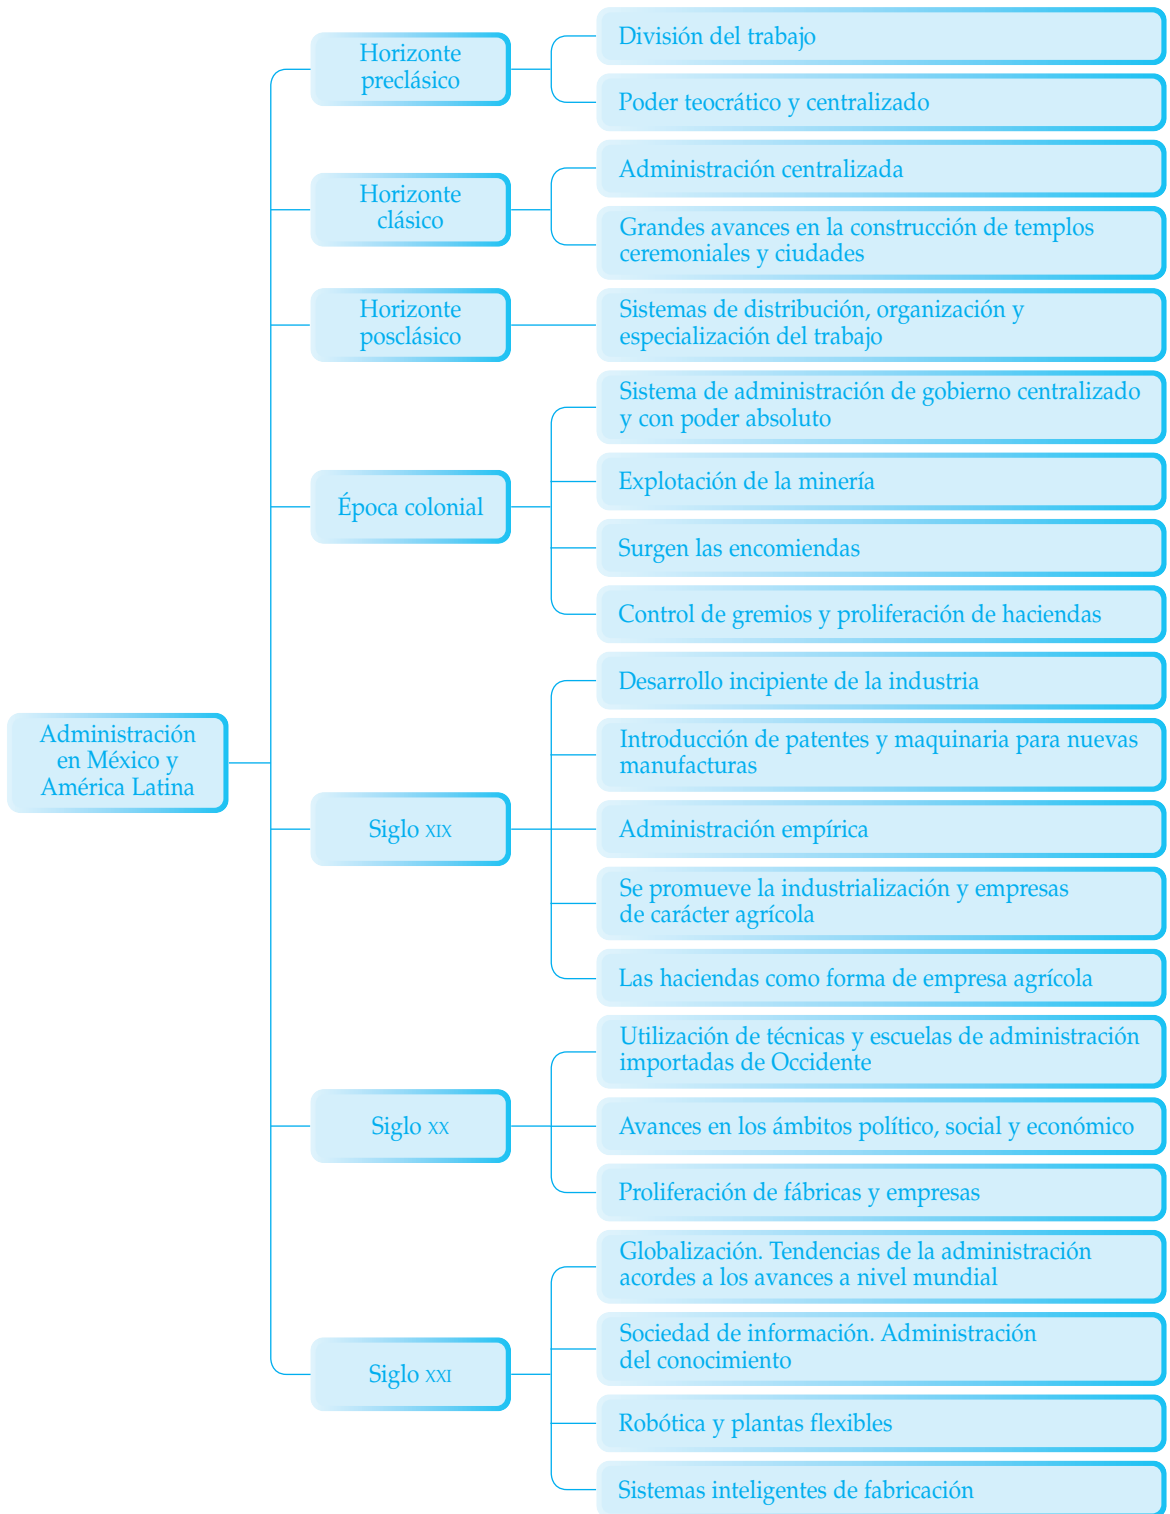 Administración
en México y
América Latina
Horizonte
preclásico
División del trabajo
Poder teocrático y centralizado
Horizonte
clásico
Administración centralizada
Grandes avances en la construcción de templos
ceremoniales y ciudades
Horizonte
posclásico
Sistemas de distribución, organización y
especialización del trabajo
Época colonial
Sistema de administración de gobierno centralizado
y con poder absoluto
Explotación de la minería
Surgen las encomiendas
Control de gremios y proliferación de haciendas
Siglo XIX
Desarrollo incipiente de la industria
Introducción de patentes y maquinaria para nuevas
manufacturas
Administración empírica
Se promueve la industrialización y empresas
de carácter agrícola
Las haciendas como forma de empresa agrícola
Siglo XX
Utilización de técnicas y escuelas de administración
importadas de Occidente
Avances en los ámbitos político, social y económico
Proliferación de fábricas y empresas
Siglo XXI
Globalización. Tendencias de la administración
acordes a los avances a nivel mundial
Sociedad de información. Administración
del conocimiento
Robótica y plantas flexibles
Sistemas inteligentes de fabricación